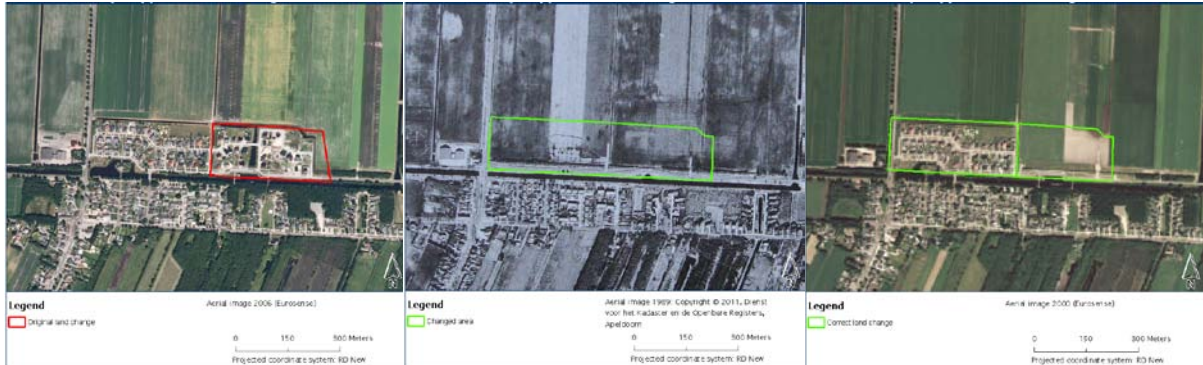 Legend
Aerial image 2006 (Eurosense)
Original land change
0 150 300 Meters
Projected coordinate system: RD New
Legend
Aerial image 1989: Copyright © 2011, Dienst
voor het Kadaster en de Openbare Registers,
Apeldoorn
Changed area
0 150 300 Meters
Projected coordinate system: RD New
Legend
Aerial image 2000 (Eurosense)
Correct land change
0 150 300 Meters
Projected coordinate system: RD New